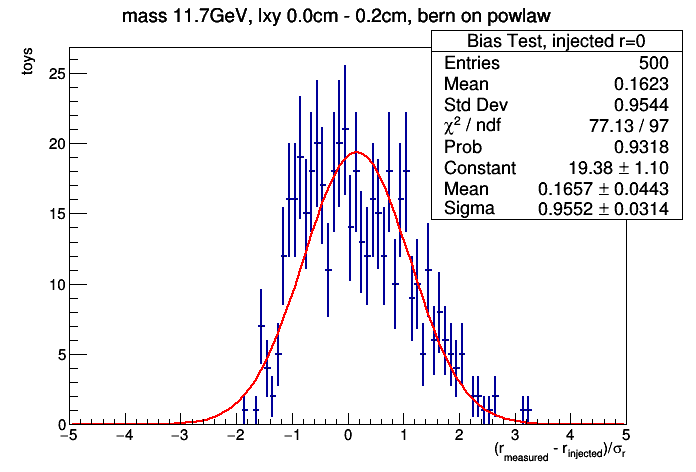 mass 11.7GeV, lxy 0.0cm - 0.2cm, bern on powlaw
Bias Test, injected r=0
Entries 500
Mean 0.1623
Std Dev 0.9544
χ² / ndf 77.13 / 97
Prob 0.9318
Constant 19.38 ± 1.10
Mean 0.1657 ± 0.0443
Sigma 0.9552 ± 0.0314
toys
25
20
15
10
5
0
−5 −4 −3 −2 −1 0 1 2 3 4 5
(r_measured - r_injected)/σ_r